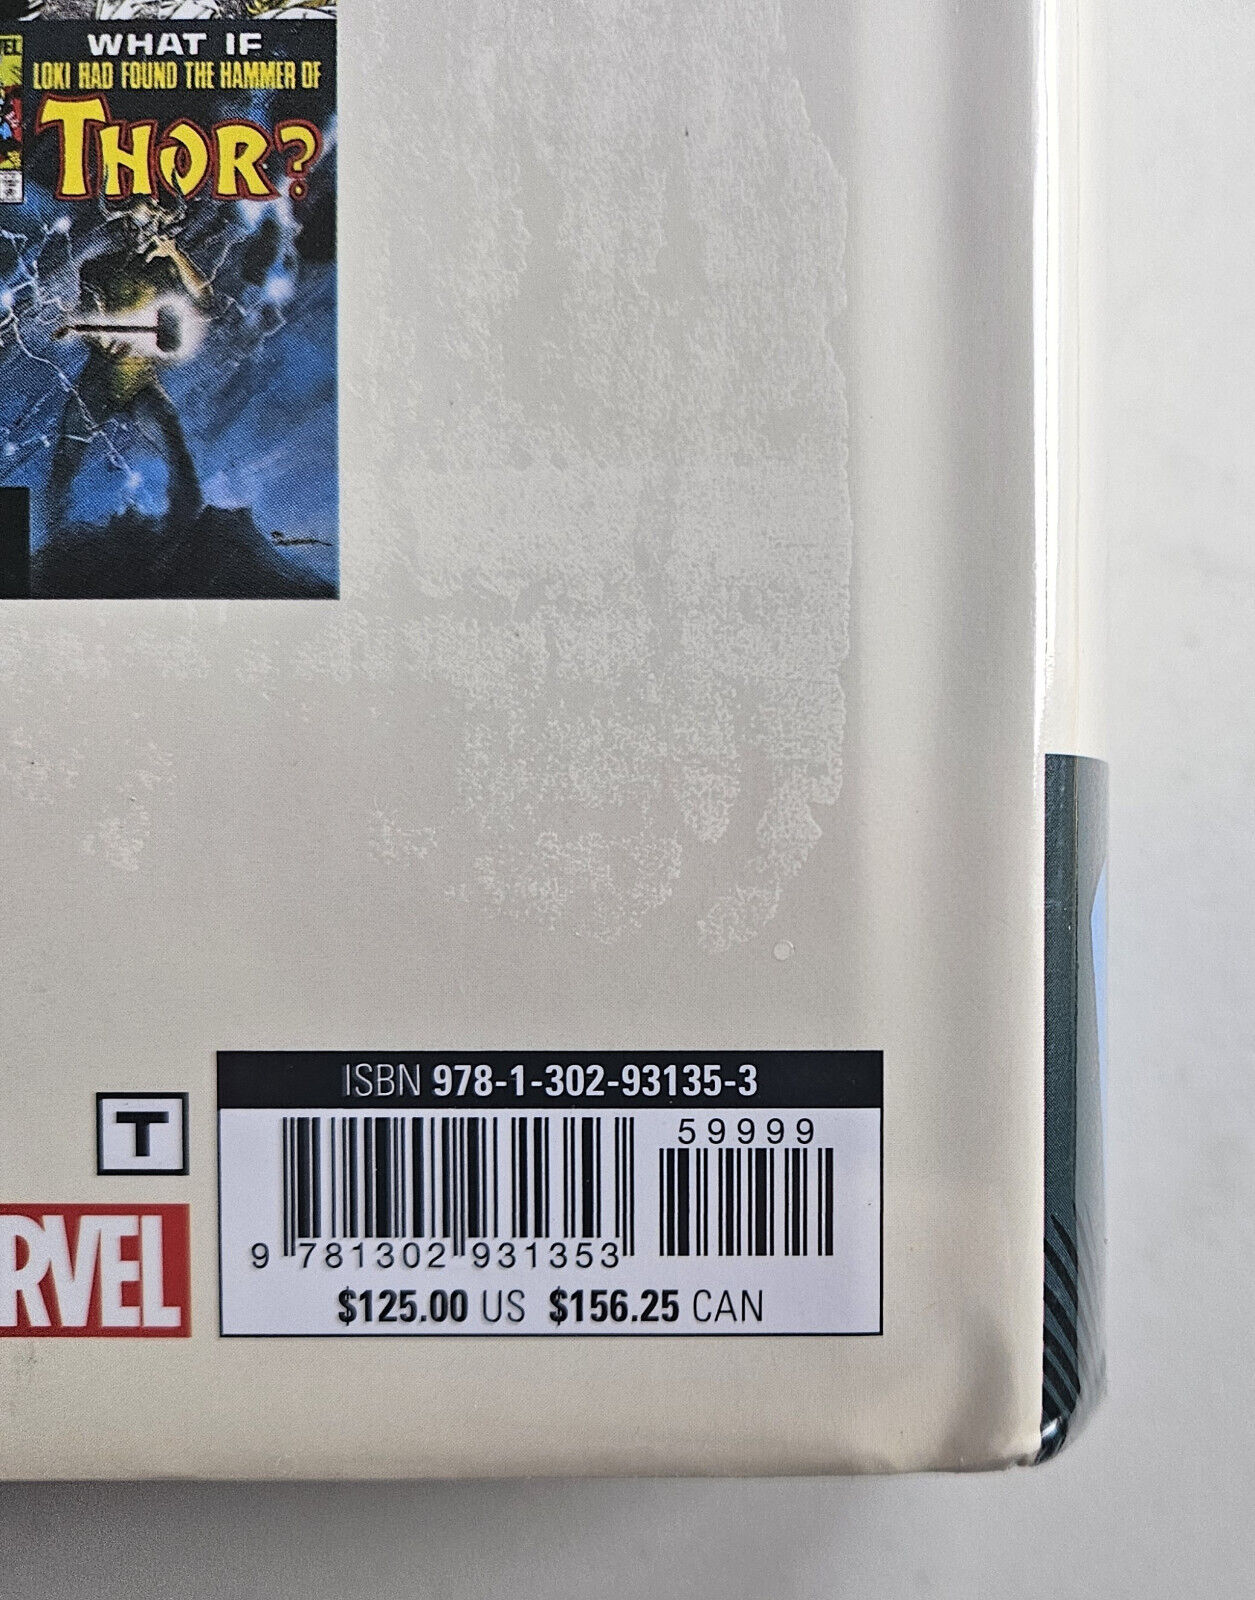 WHAT IF
LOKI HAD FOUND THE HAMMER OF
THOR?
ISBN 978-1-302-93135-3
59999
9 781302 931353
$125.00 US $156.25 CAN
T
RVEL